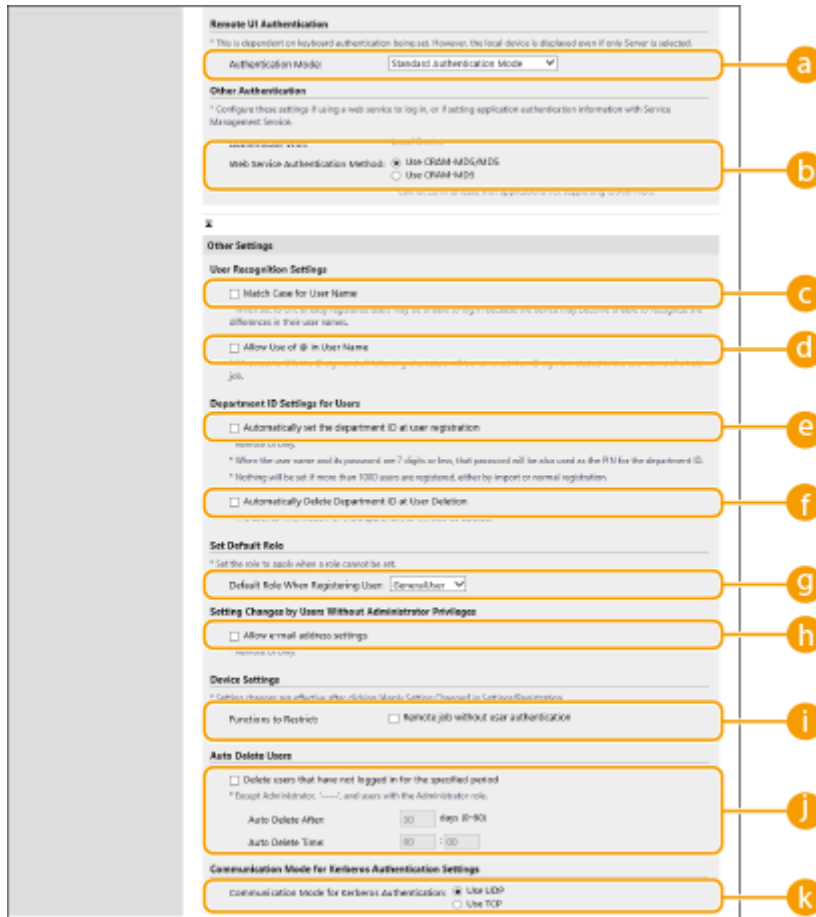 Remote UI Authentication
* This is dependent on keyboard authentication being set. However, the local device is displayed even if only Server is selected.
Authentication Mode: Standard Authentication Mode
a
Other Authentication
* Configure these settings if using a web service to log in, or if setting application authentication information with Service
Management Service.
Web Service Authentication Method: Use CRAM-MD5/MD5
Use CRAM-MD5
b
Other Settings
User Recognition Settings
Match Case for User Name
c
differences in their user names.
Allow Use of @ in User Name
d
job.
Department ID Settings for Users
Automatically set the department ID at user registration
e
Remote UI Only.
* When the user name and its password are 7 digits or less, that password will be also used as the PIN for the department ID.
* Nothing will be set if more than 1000 users are registered, either by import or normal registration.
Automatically Delete Department ID at User Deletion
f
Set Default Role
* Set the role to apply when a role cannot be set.
Default Role When Registering User: GeneralUser
g
Setting Changes by Users Without Administrator Privileges
Allow e-mail address settings
h
Remote UI Only.
Device Settings
* Setting changes are effective after clicking [Apply Setting Changes] in Settings/Registration.
Functions to Restrict: Remote job without user authentication
i
Auto Delete Users
Delete users that have not logged in for the specified period
* Except Administrator, '-----', and users with the Administrator role.
Auto Delete After: 30 days (0-90)
j
Auto Delete Time: 00 : 00
Communication Mode for Kerberos Authentication Settings
Communication Mode for Kerberos Authentication: Use UDP
Use TCP
k